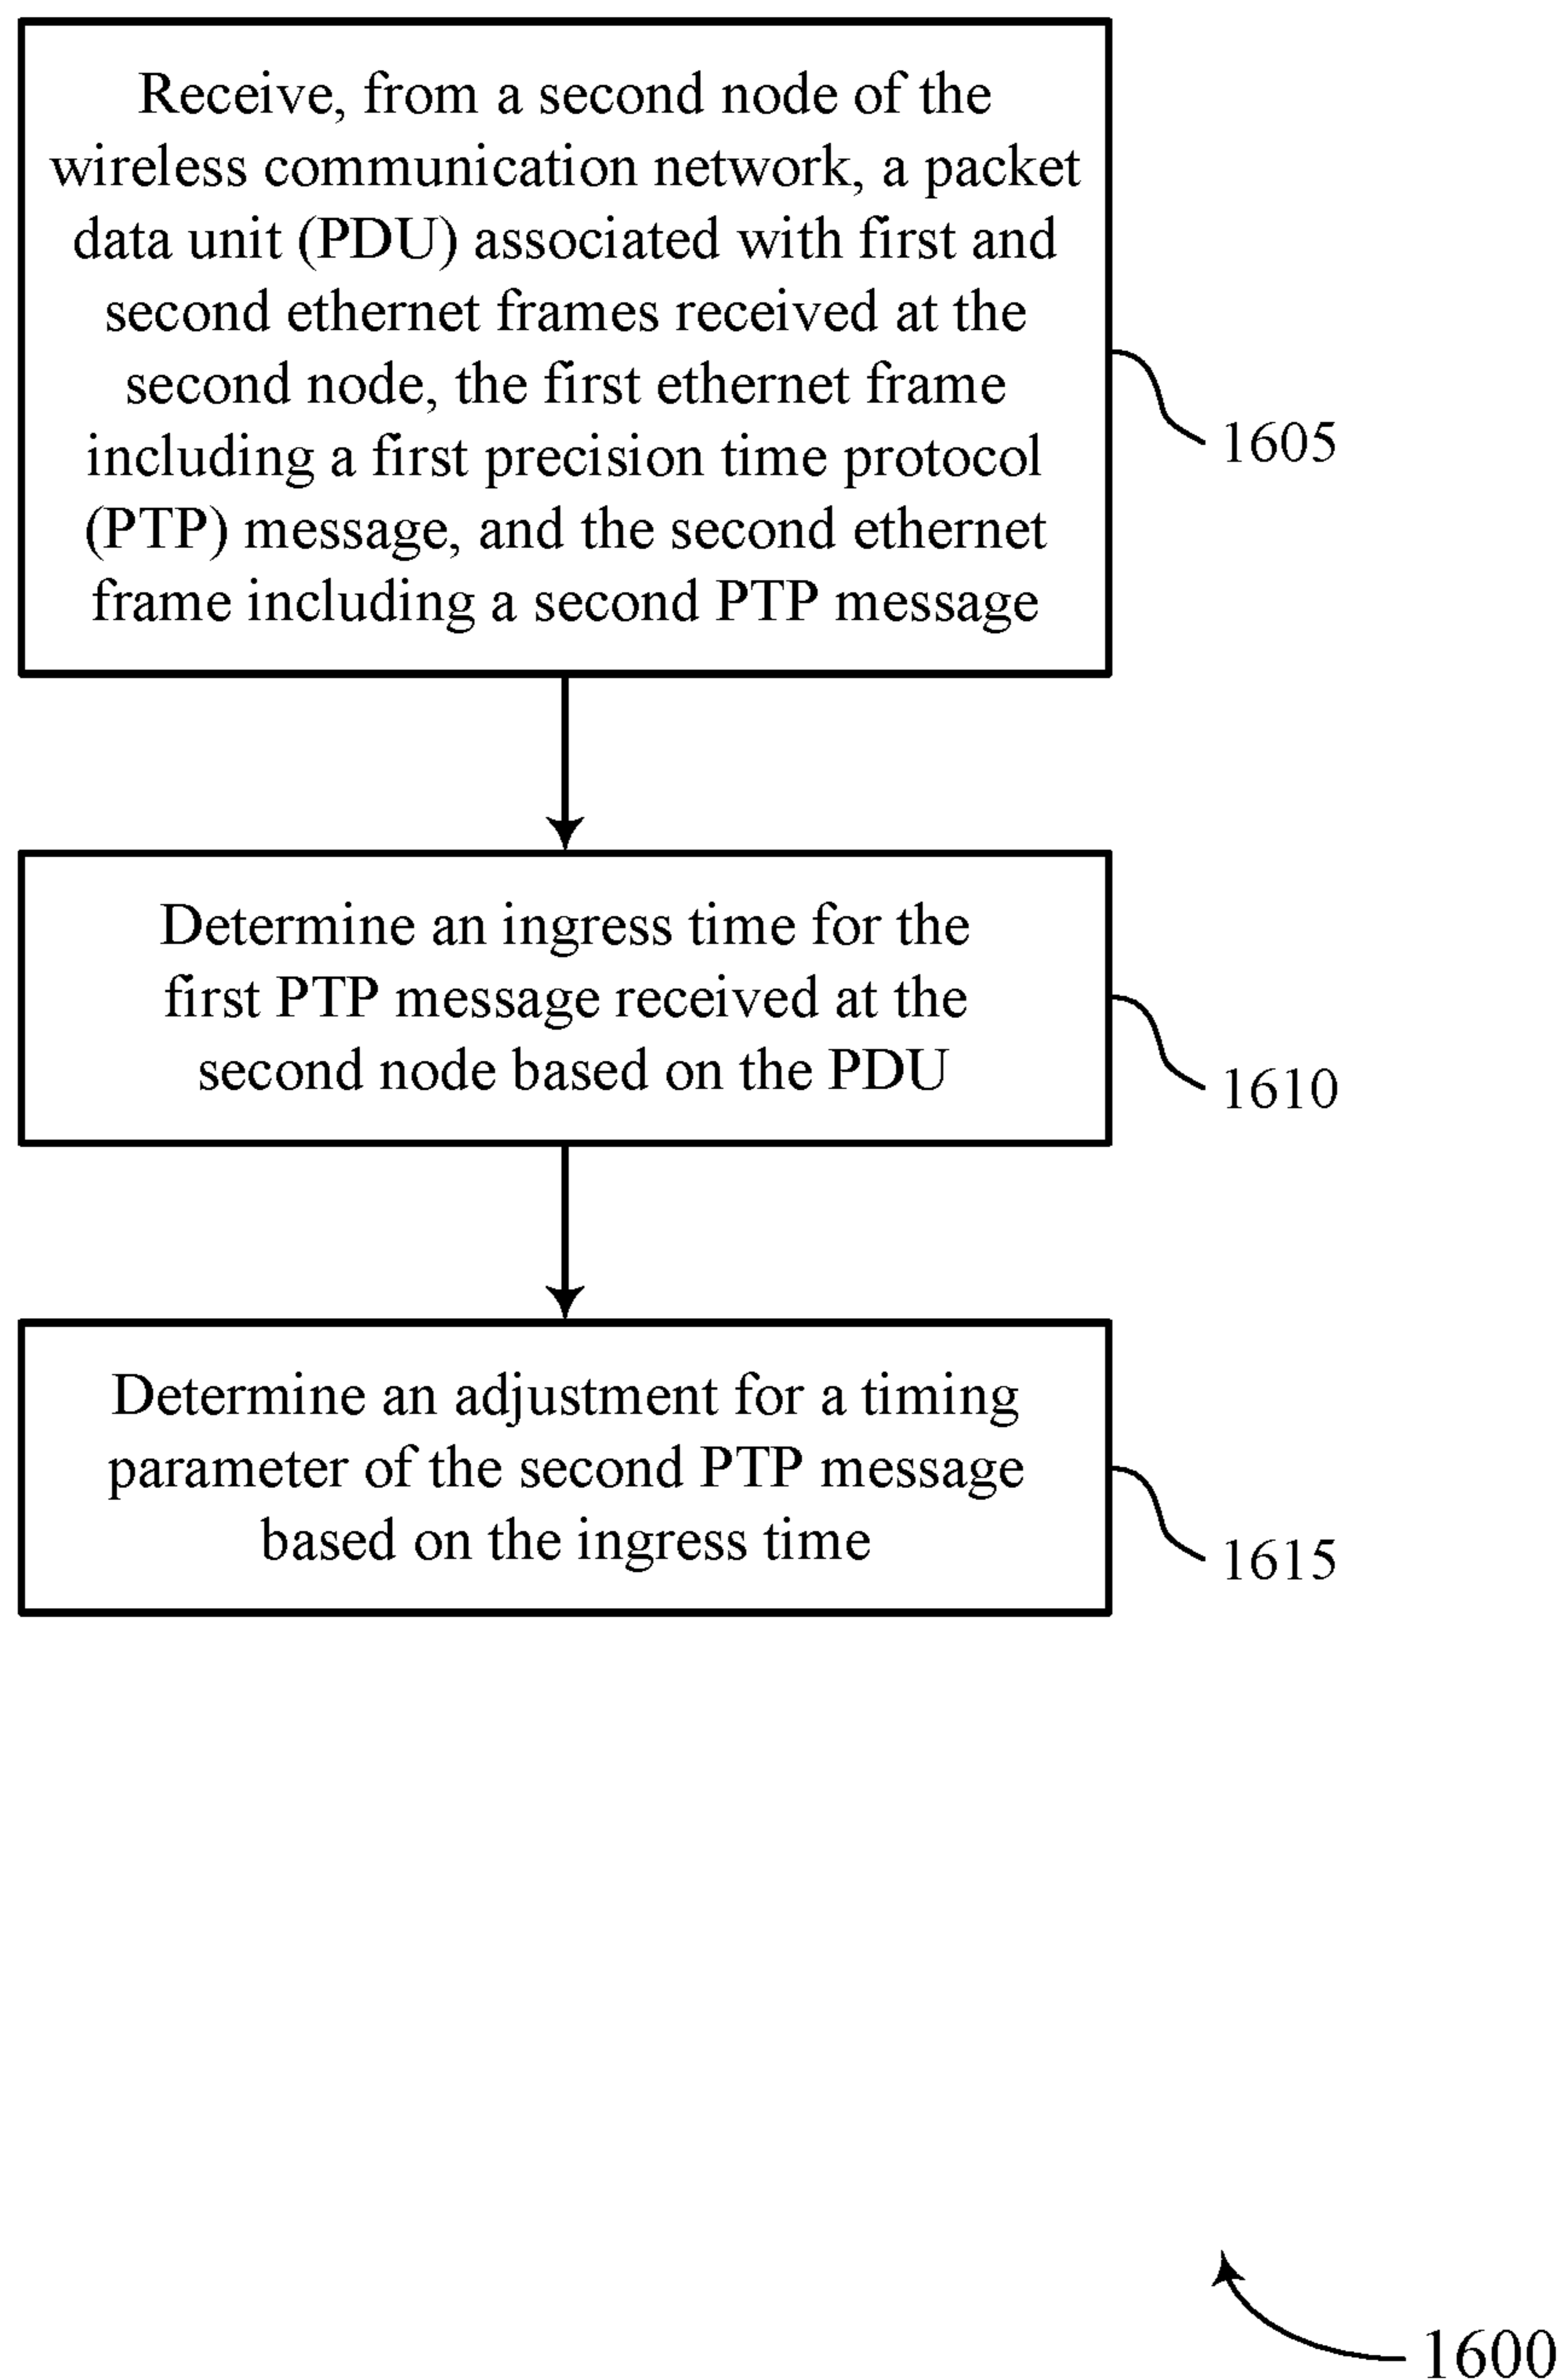 Receive, from a second node of the
wireless communication network, a packet
data unit (PDU) associated with first and
second ethernet frames received at the
second node, the first ethernet frame
including a first precision time protocol
(PTP) message, and the second ethernet
frame including a second PTP message
1605
Determine an ingress time for the
first PTP message received at the
second node based on the PDU
1610
Determine an adjustment for a timing
parameter of the second PTP message
based on the ingress time
1615
1600